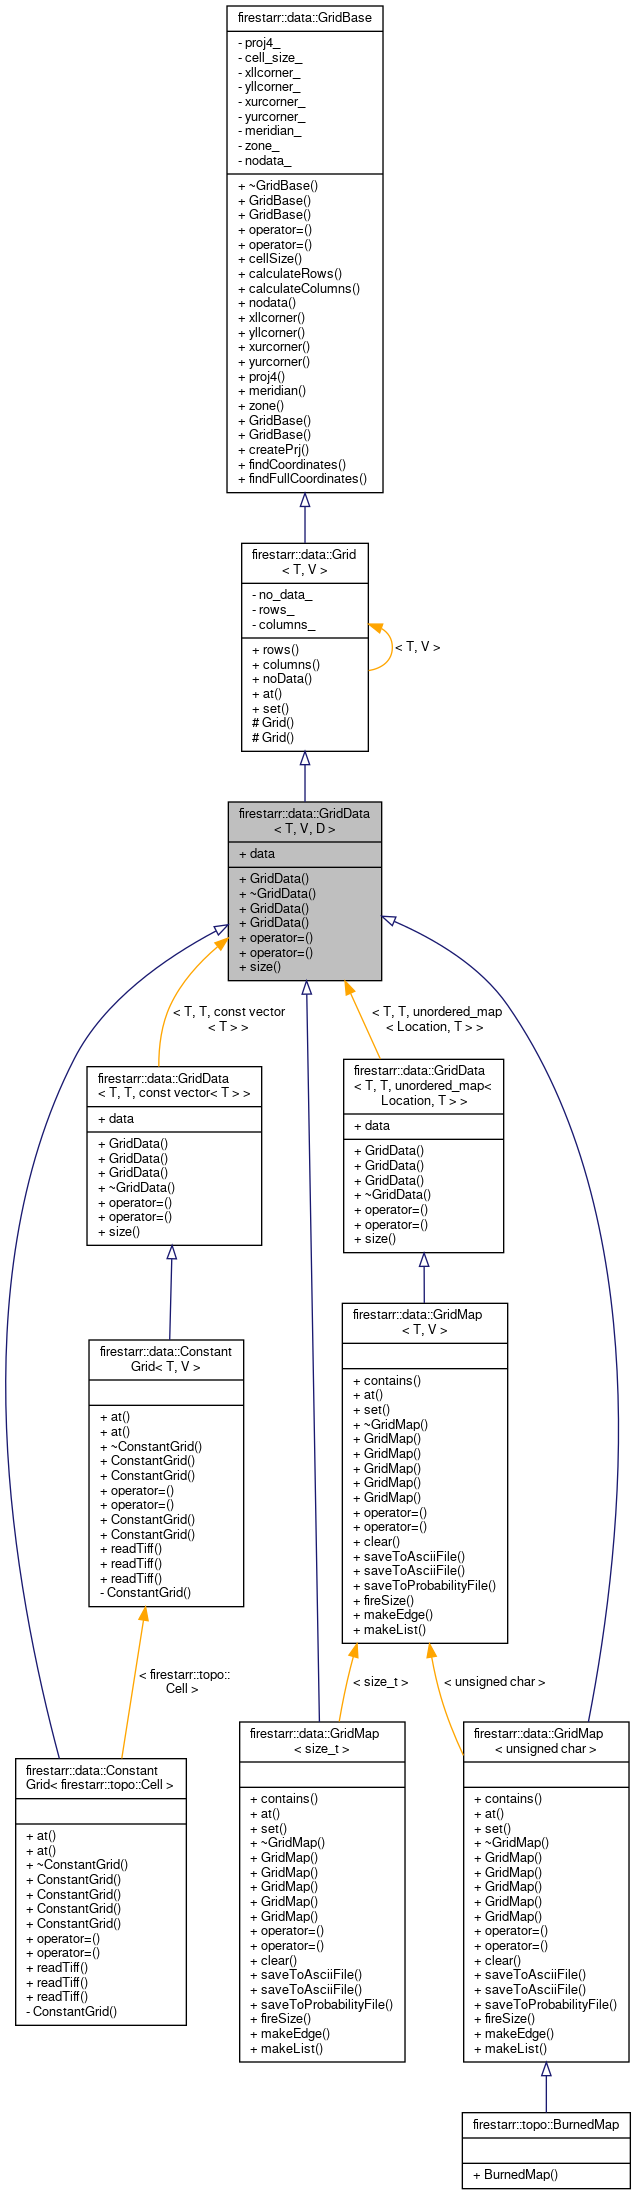 firestarr::data::GridBase
- proj4_
- cell_size_
- xllcorner_
- yllcorner_
- xurcorner_
- yurcorner_
- meridian_
- zone_
- nodata_
+ ~GridBase()
+ GridBase()
+ GridBase()
+ operator=()
+ operator=()
+ cellSize()
+ calculateRows()
+ calculateColumns()
+ nodata()
+ xllcorner()
+ yllcorner()
+ xurcorner()
+ yurcorner()
+ proj4()
+ meridian()
+ zone()
+ GridBase()
+ GridBase()
+ createPrj()
+ findCoordinates()
+ findFullCoordinates()
firestarr::data::Grid
< T, V >
- no_data_
- rows_
- columns_
+ rows()
+ columns()
+ noData()
+ at()
+ set()
# Grid()
# Grid()
< T, V >
firestarr::data::GridData
< T, V, D >
+ data
+ GridData()
+ ~GridData()
+ GridData()
+ GridData()
+ operator=()
+ operator=()
+ size()
< T, T, const vector
< T > >
< T, T, unordered_map
< Location, T > >
firestarr::data::GridData
< T, T, const vector< T > >
+ data
+ GridData()
+ GridData()
+ GridData()
+ ~GridData()
+ operator=()
+ operator=()
+ size()
firestarr::data::GridData
< T, T, unordered_map<
Location, T > >
+ data
+ GridData()
+ GridData()
+ GridData()
+ ~GridData()
+ operator=()
+ operator=()
+ size()
firestarr::data::Constant
Grid< T, V >
+ at()
+ at()
+ ~ConstantGrid()
+ ConstantGrid()
+ ConstantGrid()
+ operator=()
+ operator=()
+ ConstantGrid()
+ ConstantGrid()
+ readTiff()
+ readTiff()
+ readTiff()
- ConstantGrid()
firestarr::data::GridMap
< T, V >
+ contains()
+ at()
+ set()
+ ~GridMap()
+ GridMap()
+ GridMap()
+ GridMap()
+ GridMap()
+ GridMap()
+ operator=()
+ operator=()
+ clear()
+ saveToAsciiFile()
+ saveToAsciiFile()
+ saveToProbabilityFile()
+ fireSize()
+ makeEdge()
+ makeList()
< firestarr::topo::
Cell >
< size_t >
< unsigned char >
firestarr::data::Constant
Grid< firestarr::topo::Cell >
+ at()
+ at()
+ ~ConstantGrid()
+ ConstantGrid()
+ ConstantGrid()
+ ConstantGrid()
+ ConstantGrid()
+ operator=()
+ operator=()
+ readTiff()
+ readTiff()
+ readTiff()
- ConstantGrid()
firestarr::data::GridMap
< size_t >
+ contains()
+ at()
+ set()
+ ~GridMap()
+ GridMap()
+ GridMap()
+ GridMap()
+ GridMap()
+ GridMap()
+ operator=()
+ operator=()
+ clear()
+ saveToAsciiFile()
+ saveToAsciiFile()
+ saveToProbabilityFile()
+ fireSize()
+ makeEdge()
+ makeList()
firestarr::data::GridMap
< unsigned char >
+ contains()
+ at()
+ set()
+ ~GridMap()
+ GridMap()
+ GridMap()
+ GridMap()
+ GridMap()
+ GridMap()
+ operator=()
+ operator=()
+ clear()
+ saveToAsciiFile()
+ saveToAsciiFile()
+ saveToProbabilityFile()
+ fireSize()
+ makeEdge()
+ makeList()
firestarr::topo::BurnedMap
+ BurnedMap()